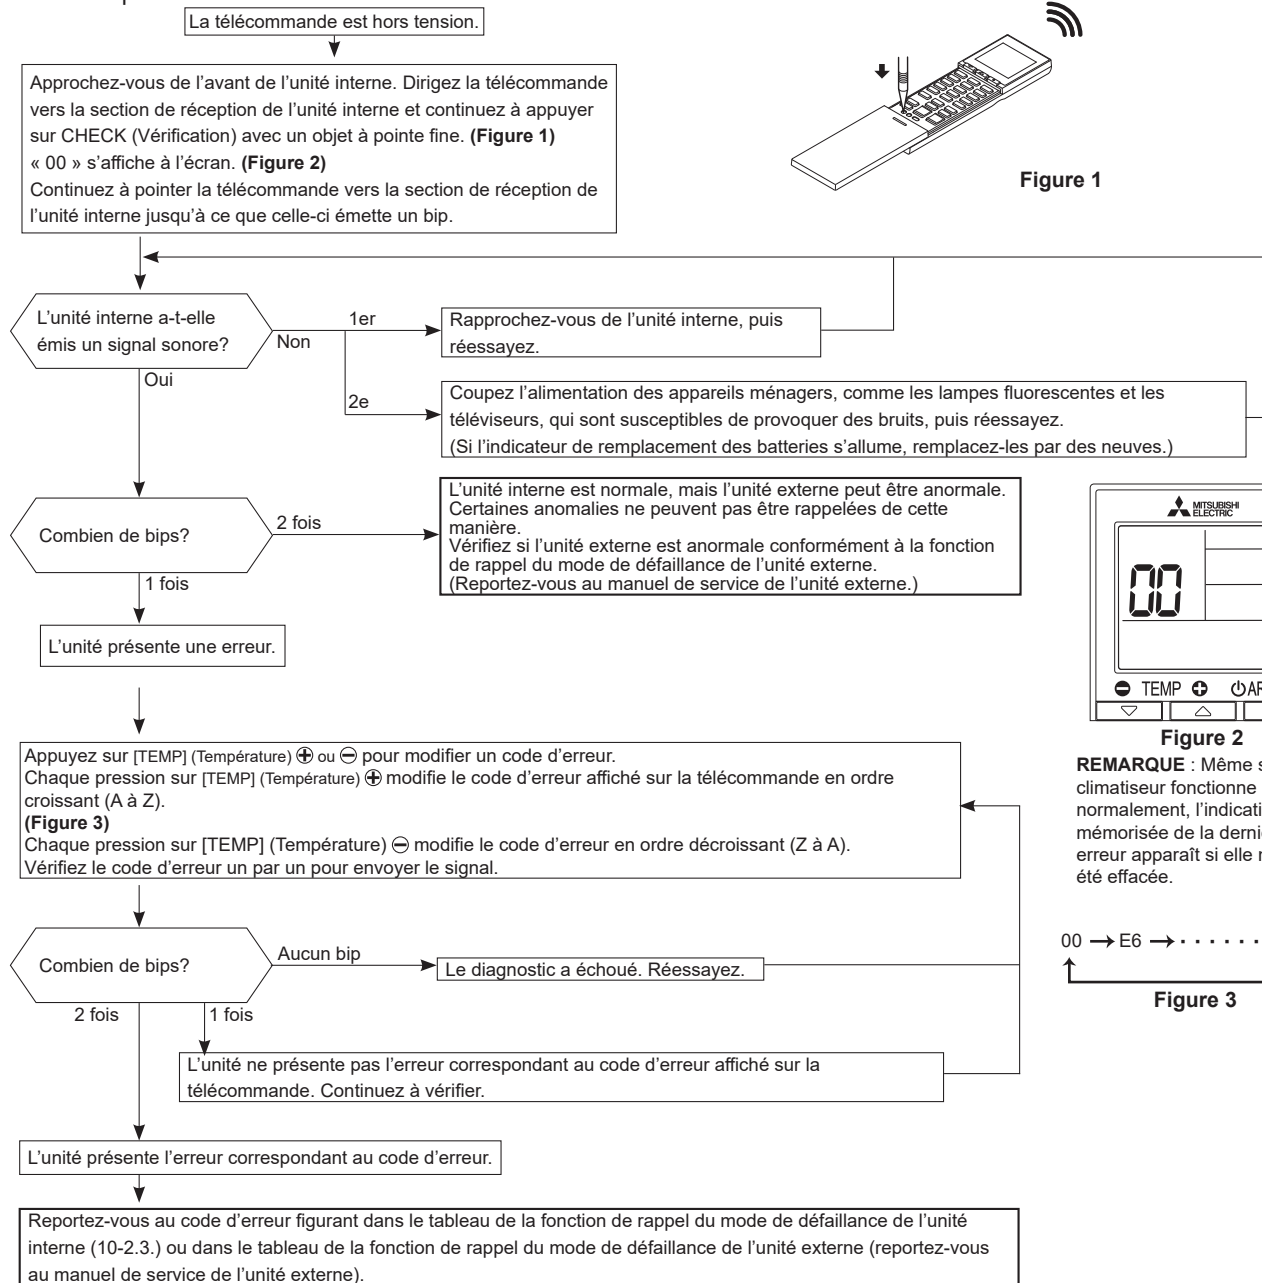 La télécommande est hors tension.
Approchez-vous de l’avant de l’unité interne. Dirigez la télécommande
vers la section de réception de l’unité interne et continuez à appuyer
sur CHECK (Vérification) avec un objet à pointe fine. (Figure 1)
« 00 » s’affiche à l’écran. (Figure 2)
Continuez à pointer la télécommande vers la section de réception de
l’unité interne jusqu’à ce que celle-ci émette un bip.
Figure 1
L’unité interne a-t-elle
émis un signal sonore?
Non
1er
Rapprochez-vous de l’unité interne, puis
réessayez.
Oui
2e
Coupez l’alimentation des appareils ménagers, comme les lampes fluorescentes et les
téléviseurs, qui sont susceptibles de provoquer des bruits, puis réessayez.
(Si l’indicateur de remplacement des batteries s’allume, remplacez-les par des neuves.)
Combien de bips?
2 fois
L’unité interne est normale, mais l’unité externe peut être anormale.
Certaines anomalies ne peuvent pas être rappelées de cette
manière.
Vérifiez si l’unité externe est anormale conformément à la fonction
de rappel du mode de défaillance de l’unité externe.
(Reportez-vous au manuel de service de l’unité externe.)
1 fois
L’unité présente une erreur.
MITSUBISHI
ELECTRIC
00
TEMP
Figure 2
REMARQUE : Même
climatiseur fonctionne
normalement,
mémorisée de la
erreur apparaît si elle
été effacée.
Appuyez sur [TEMP] (Température) ⊕ ou ⊖ pour modifier un code d’erreur.
Chaque pression sur [TEMP] (Température) ⊕ modifie le code d’erreur affiché sur la télécommande en ordre
croissant (A à Z).
(Figure 3)
Chaque pression sur [TEMP] (Température) ⊖ modifie le code d’erreur en ordre décroissant (Z à A).
Vérifiez le code d’erreur un par un pour envoyer le signal.
Combien de bips?
Aucun bip
Le diagnostic a échoué. Réessayez.
00 → E6 → · · · · · ·
Figure 3
2 fois
1 fois
L’unité ne présente pas l’erreur correspondant au code d’erreur affiché sur la
télécommande. Continuez à vérifier.
L’unité présente l’erreur correspondant au code d’erreur.
Reportez-vous au code d’erreur figurant dans le tableau de la fonction de rappel du mode de défaillance de l’unité
interne (10-2.3.) ou dans le tableau de la fonction de rappel du mode de défaillance de l’unité externe (reportez-vous
au manuel de service de l’unité externe).